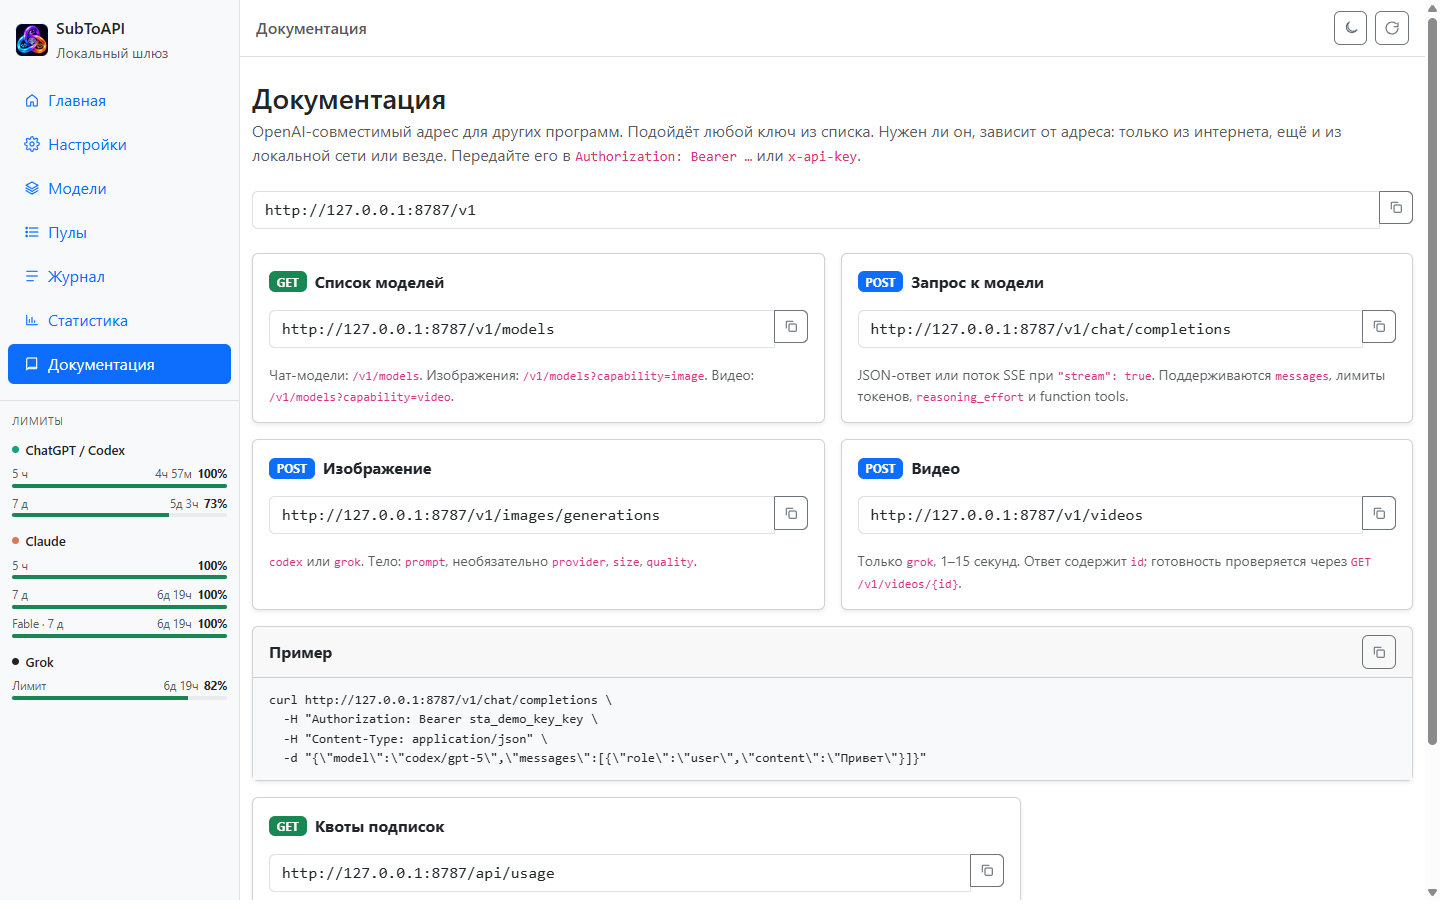 SubToAPI
Локальный шлюз
Главная
Настройки
Модели
Пулы
Журнал
Статистика
Документация
ЛИМИТЫ
ChatGPT / Codex
5 ч 4ч 57м 100%
7 д 5д 3ч 73%
Claude
5 ч 100%
7 д 6д 19ч 100%
Fable · 7 д 6д 19ч 100%
Grok
Лимит 6д 19ч 82%
Документация
Документация
OpenAI-совместимый адрес для других программ. Подойдёт любой ключ из списка. Нужен ли он, зависит от адреса: только из интернета, ещё и из
локальной сети или везде. Передайте его в Authorization: Bearer … или x-api-key.
http://127.0.0.1:8787/v1
GET Список моделей
http://127.0.0.1:8787/v1/models
Чат-модели: /v1/models. Изображения: /v1/models?capability=image. Видео:
/v1/models?capability=video.
POST Запрос к модели
http://127.0.0.1:8787/v1/chat/completions
JSON-ответ или поток SSE при "stream": true. Поддерживаются messages, лимиты
токенов, reasoning_effort и function tools.
POST Изображение
http://127.0.0.1:8787/v1/images/generations
codex или grok. Тело: prompt, необязательно provider, size, quality.
POST Видео
http://127.0.0.1:8787/v1/videos
Только grok, 1–15 секунд. Ответ содержит id; готовность проверяется через GET
/v1/videos/{id}.
Пример
curl http://127.0.0.1:8787/v1/chat/completions \
-H "Authorization: Bearer sta_demo_key_key \
-H "Content-Type: application/json" \
-d "{\"model\":\"codex/gpt-5\",\"messages\":[{\"role\":\"user\",\"content\":\"Привет\"}]}"
GET Квоты подписок
http://127.0.0.1:8787/api/usage